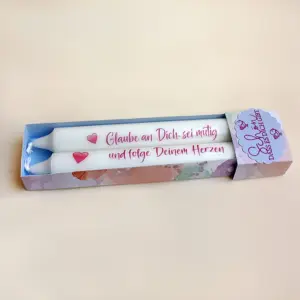 Glaube an Dich sei mutig
und folge Deinem Herzen